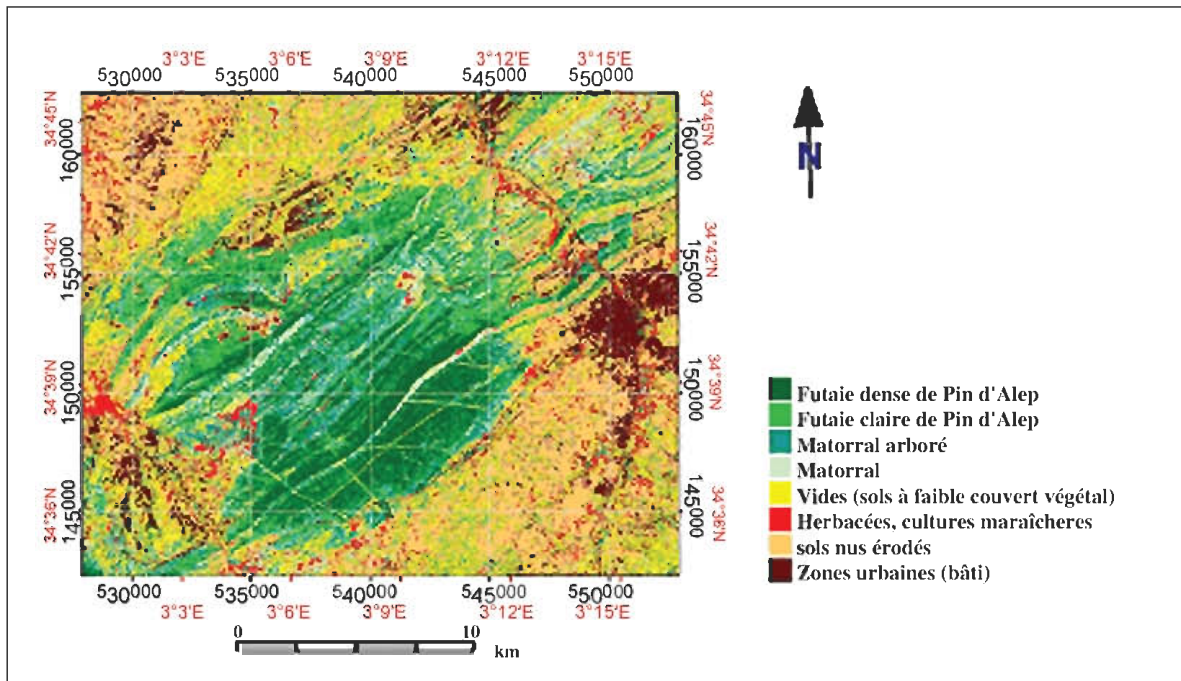 3°3'E 3°6'E 3°9'E 3°12'E 3°15'E
530000 535000 540000 545000 550000
34°45'N 34°45'N
160000 160000
34°42'N 34°42'N
155000 155000
34°39'N 34°39'N
150000 150000
34°36'N 34°36'N
145000 145000
530000 535000 540000 545000 550000
3°3'E 3°6'E 3°9'E 3°12'E 3°15'E
0 10
km
N
Futaie dense de Pin d'Alep
Futaie claire de Pin d'Alep
Matorral arboré
Matorral
Vides (sols à faible couvert végétal)
Herbacées, cultures maraîcheres
sols nus érodés
Zones urbaines (bâti)